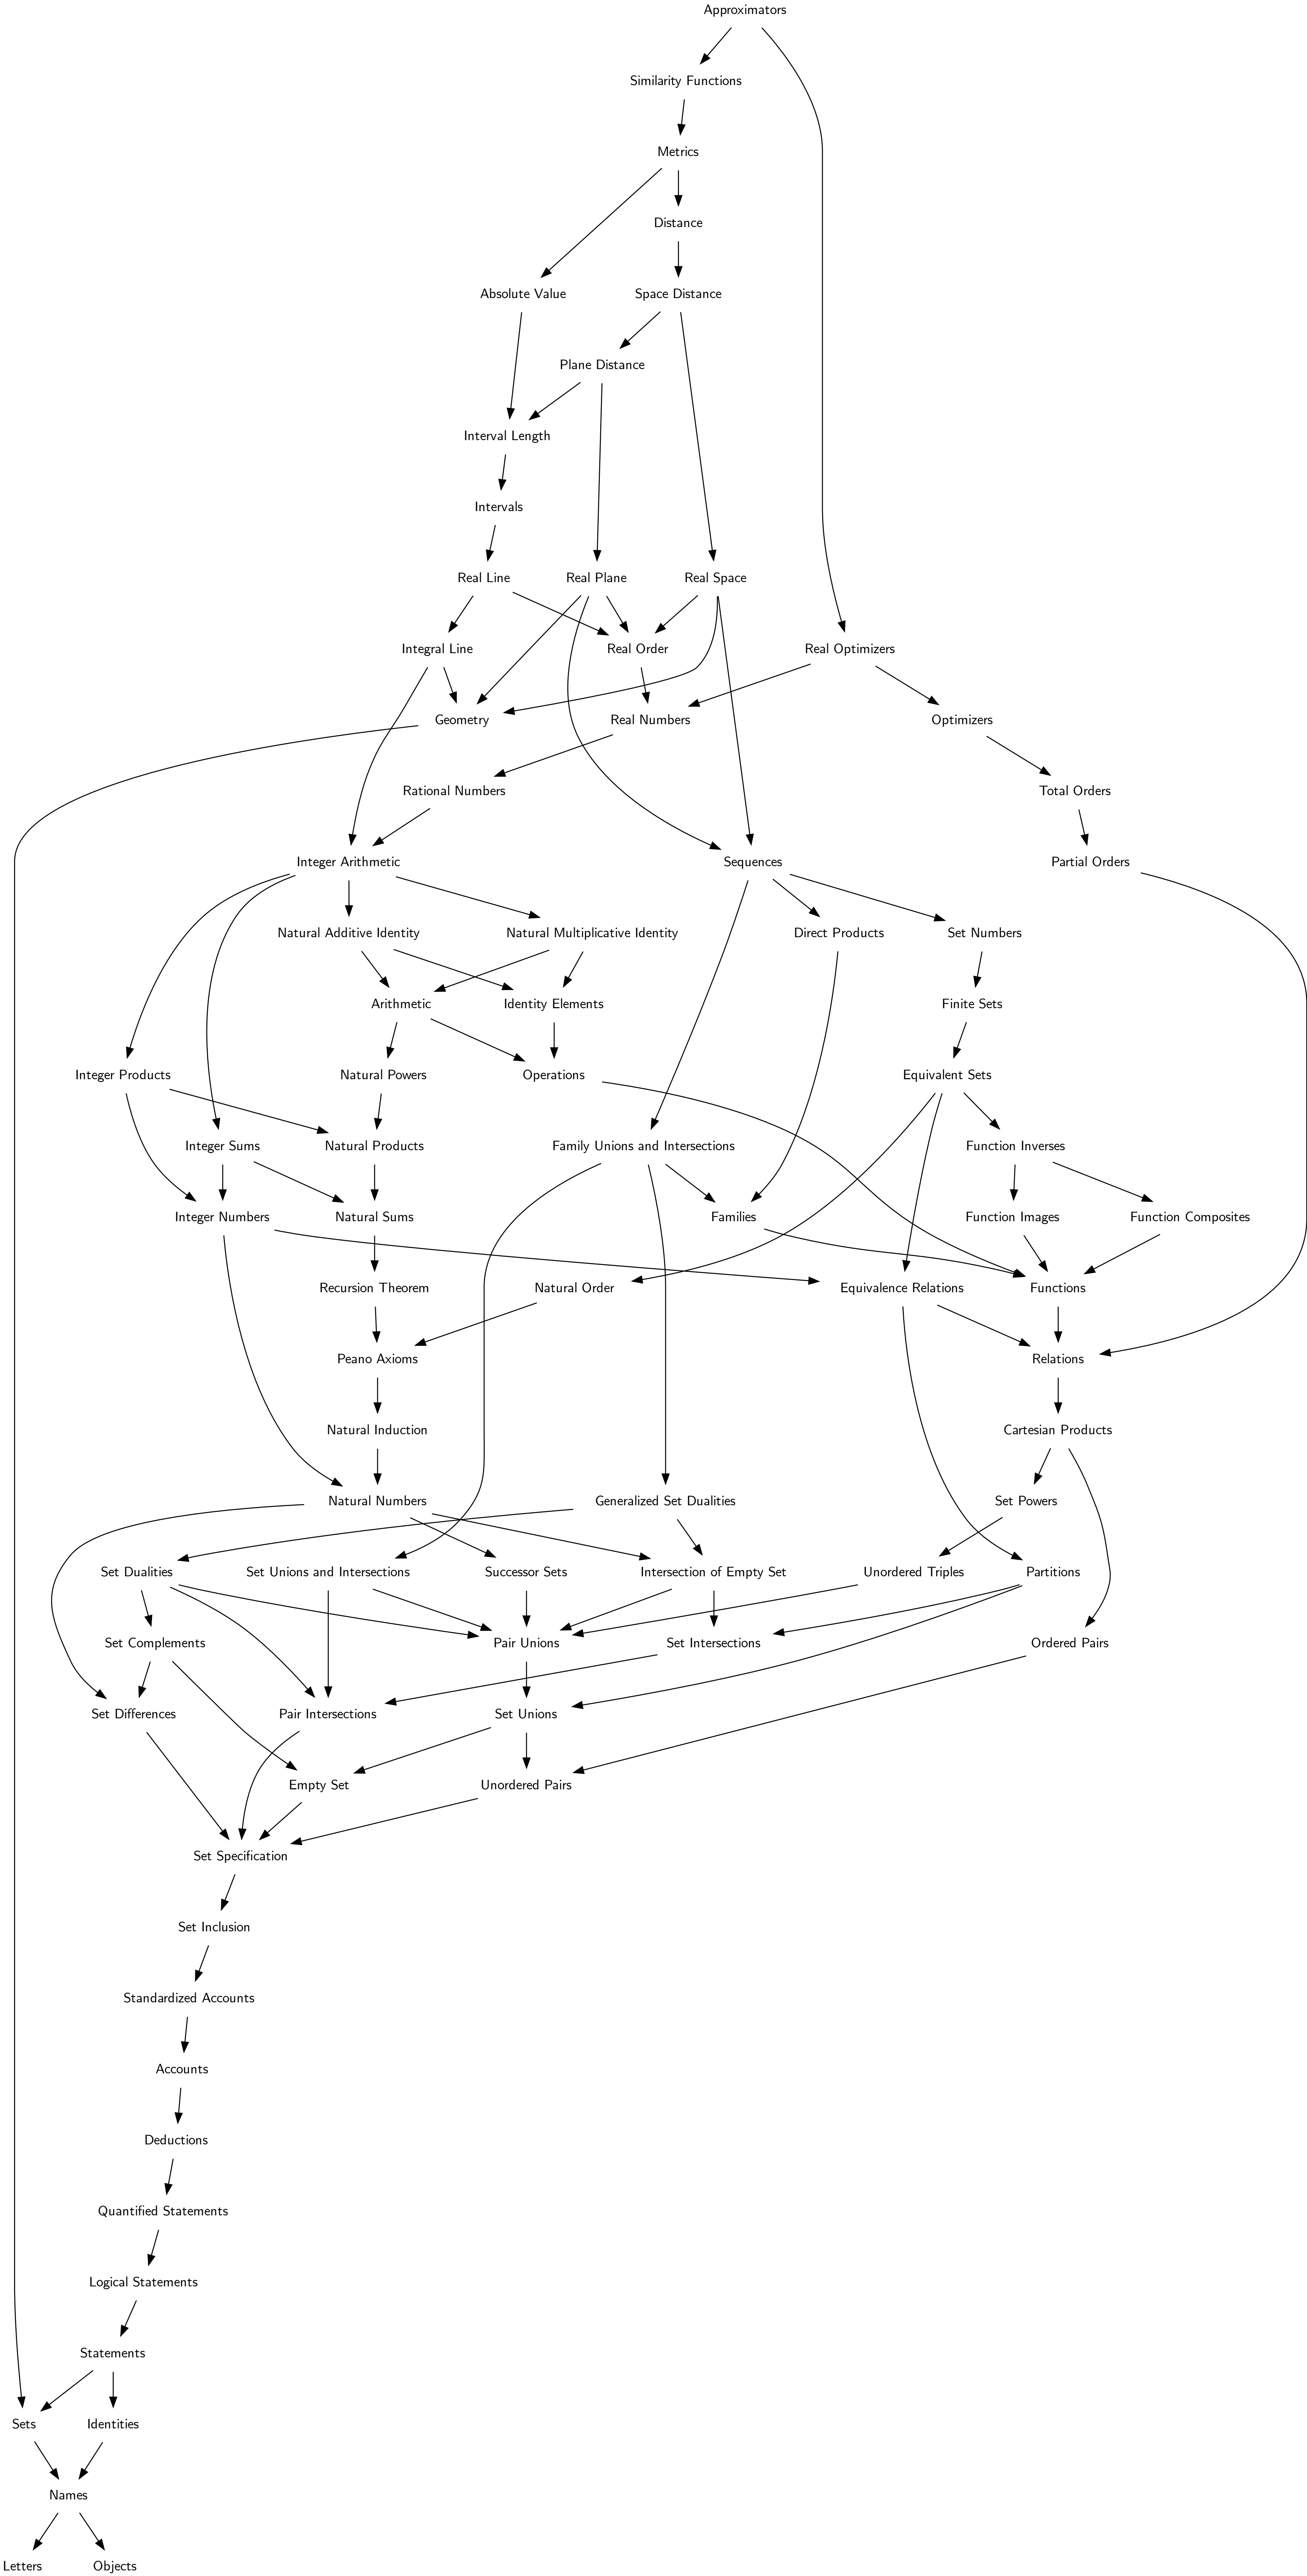 Approximators
Similarity Functions
Metrics
Distance
Absolute Value
Space Distance
Plane Distance
Interval Length
Intervals
Real Line
Real Plane
Real Space
Integral Line
Real Order
Real Optimizers
Geometry
Real Numbers
Optimizers
Rational Numbers
Total Orders
Integer Arithmetic
Sequences
Partial Orders
Natural Additive Identity
Natural Multiplicative Identity
Direct Products
Set Numbers
Arithmetic
Identity Elements
Finite Sets
Integer Products
Natural Powers
Operations
Equivalent Sets
Integer Sums
Natural Products
Family Unions and Intersections
Function Inverses
Integer Numbers
Natural Sums
Families
Function Images
Function Composites
Recursion Theorem
Natural Order
Equivalence Relations
Functions
Peano Axioms
Relations
Natural Induction
Cartesian Products
Natural Numbers
Generalized Set Dualities
Set Powers
Set Dualities
Set Unions and Intersections
Successor Sets
Intersection of Empty Set
Unordered Triples
Partitions
Set Complements
Pair Unions
Set Intersections
Ordered Pairs
Set Differences
Pair Intersections
Set Unions
Empty Set
Unordered Pairs
Set Specification
Set Inclusion
Standardized Accounts
Accounts
Deductions
Quantified Statements
Logical Statements
Statements
Sets
Identities
Names
Letters
Objects